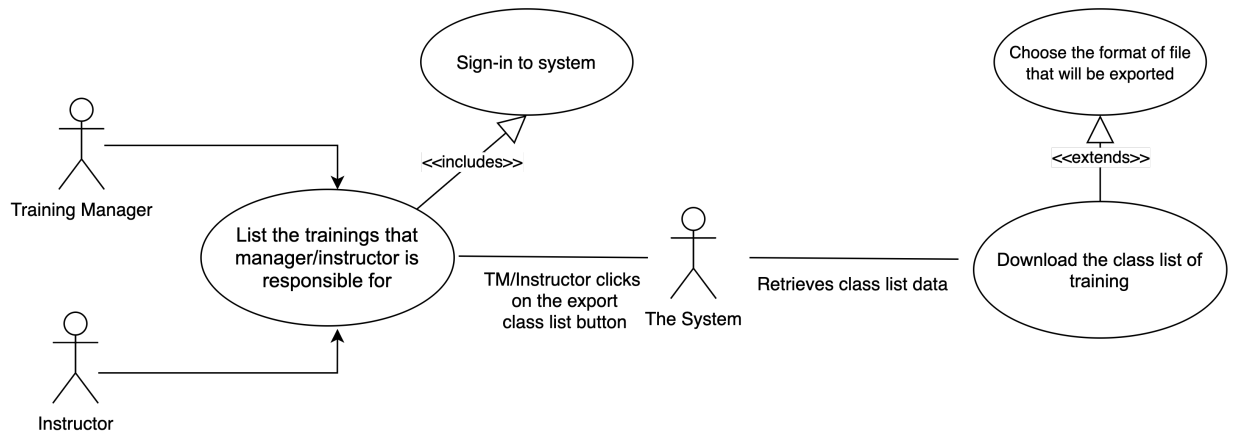 Sign-in to system
Choose the format of file
that will be exported
<<includes>>
<<extends>>
Training Manager
List the trainings that
manager/instructor is
responsible for
TM/Instructor clicks
on the export
class list button
The System
Retrieves class list data
Download the class list of
training
Instructor